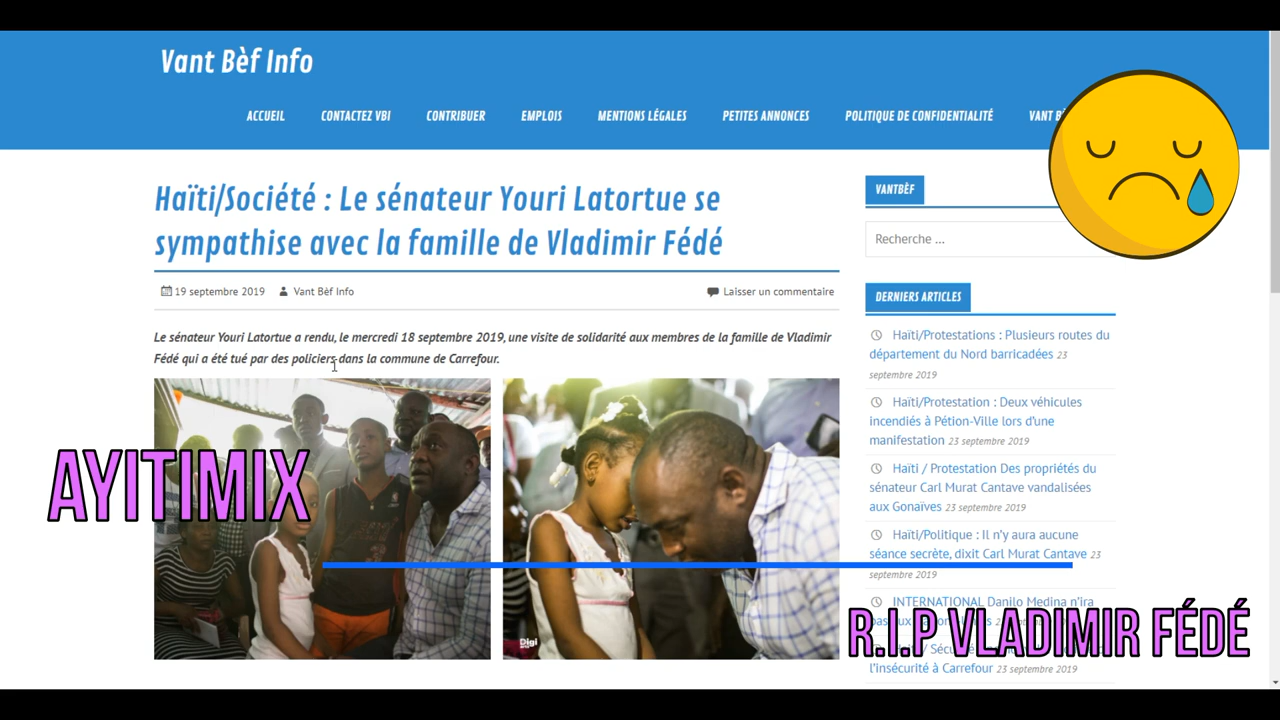 Vant Bèf Info
ACCUEIL CONTACTEZ VBI CONTRIBUER EMPLOIS MENTIONS LÉGALES PETITES ANNONCES POLITIQUE DE CONFIDENTIALITÉ VANT
Haïti/Société : Le sénateur Youri Latortue se
sympathise avec la famille de Vladimir Fédé
19 septembre 2019 Vant Bèf Info Laisser un commentaire
Le sénateur Youri Latortue a rendu, le mercredi 18 septembre 2019, une visite de solidarité aux membres de la famille de Vladimir
Fédé qui a été tué par des policiers dans la commune de Carrefour.
Digi
AYITIMIX
VANTBÈF
Recherche ...
DERNIERS ARTICLES
Haïti/Protestations : Plusieurs routes du
département du Nord barricadées 23
septembre 2019
Haïti/Protestation : Deux véhicules
incendiés à Pétion-Ville lors d'une
manifestation 23 septembre 2019
Haïti / Protestation Des propriétés du
sénateur Carl Murat Cantave vandalisées
aux Gonaïves 23 septembre 2019
Haïti/Politique : Il n'y aura aucune
séance secrète, dixit Carl Murat Cantave 23
septembre 2019
INTERNATIONAL Danilo Medina n'ira
R.I.P VLADIMIR FÉDÉ
l'insécurité à Carrefour 23 septembre 2019